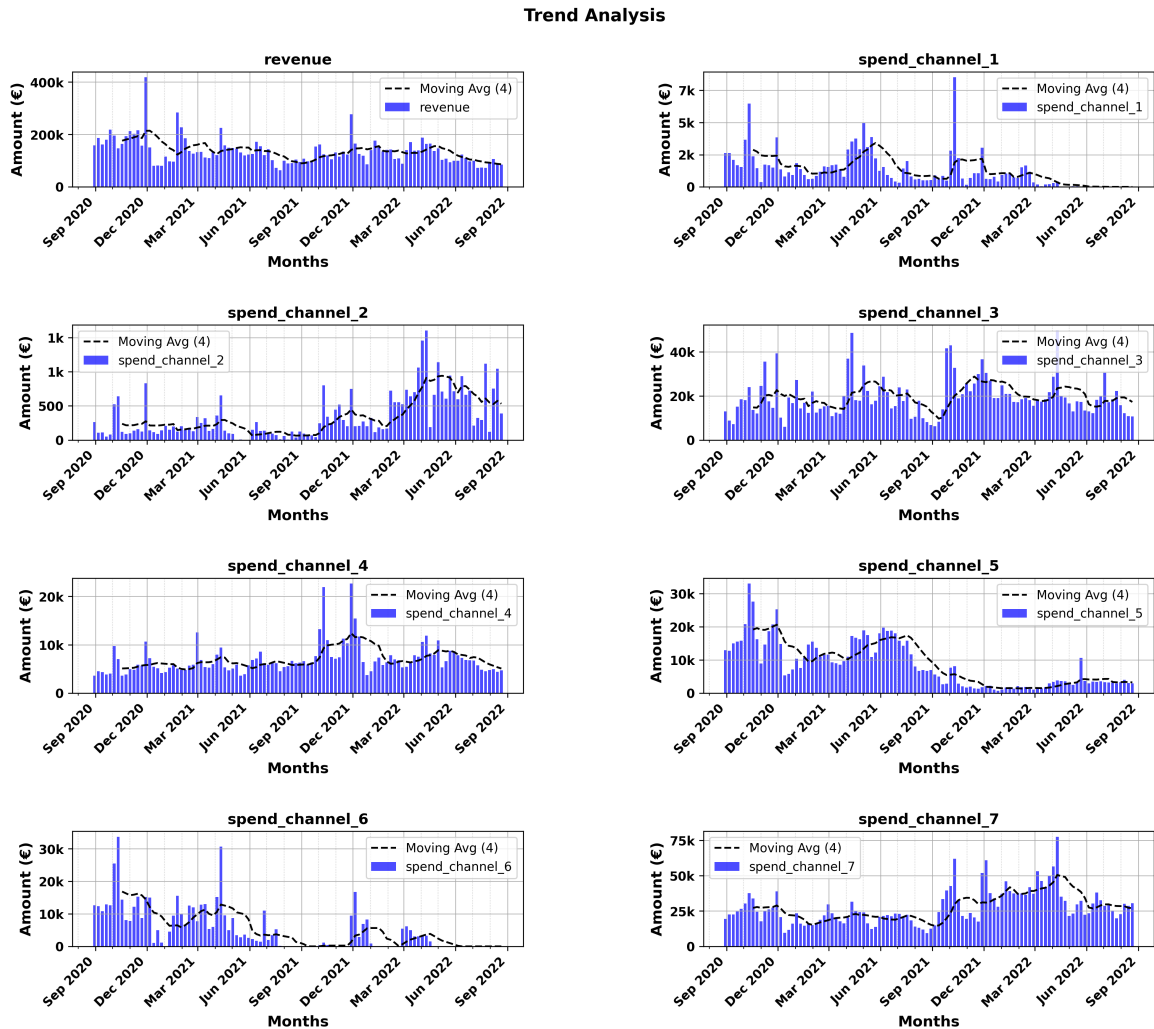 Trend Analysis
revenue
Amount (€)
400k
200k
0
Moving Avg (4)
revenue
Sep 2020
Dec 2020
Mar 2021
Jun 2021
Sep 2021
Dec 2021
Mar 2022
Jun 2022
Sep 2022
Months
spend_channel_1
Amount (€)
7k
5k
2k
0
Moving Avg (4)
spend_channel_1
Sep 2020
Dec 2020
Mar 2021
Jun 2021
Sep 2021
Dec 2021
Mar 2022
Jun 2022
Sep 2022
Months
spend_channel_2
Amount (€)
1k
1k
500
0
Moving Avg (4)
spend_channel_2
Sep 2020
Dec 2020
Mar 2021
Jun 2021
Sep 2021
Dec 2021
Mar 2022
Jun 2022
Sep 2022
Months
spend_channel_3
Amount (€)
40k
20k
0
Moving Avg (4)
spend_channel_3
Sep 2020
Dec 2020
Mar 2021
Jun 2021
Sep 2021
Dec 2021
Mar 2022
Jun 2022
Sep 2022
Months
spend_channel_4
Amount (€)
20k
10k
0
Moving Avg (4)
spend_channel_4
Sep 2020
Dec 2020
Mar 2021
Jun 2021
Sep 2021
Dec 2021
Mar 2022
Jun 2022
Sep 2022
Months
spend_channel_5
Amount (€)
30k
20k
10k
0
Moving Avg (4)
spend_channel_5
Sep 2020
Dec 2020
Mar 2021
Jun 2021
Sep 2021
Dec 2021
Mar 2022
Jun 2022
Sep 2022
Months
spend_channel_6
Amount (€)
30k
20k
10k
0
Moving Avg (4)
spend_channel_6
Sep 2020
Dec 2020
Mar 2021
Jun 2021
Sep 2021
Dec 2021
Mar 2022
Jun 2022
Sep 2022
Months
spend_channel_7
Amount (€)
75k
50k
25k
0
Moving Avg (4)
spend_channel_7
Sep 2020
Dec 2020
Mar 2021
Jun 2021
Sep 2021
Dec 2021
Mar 2022
Jun 2022
Sep 2022
Months